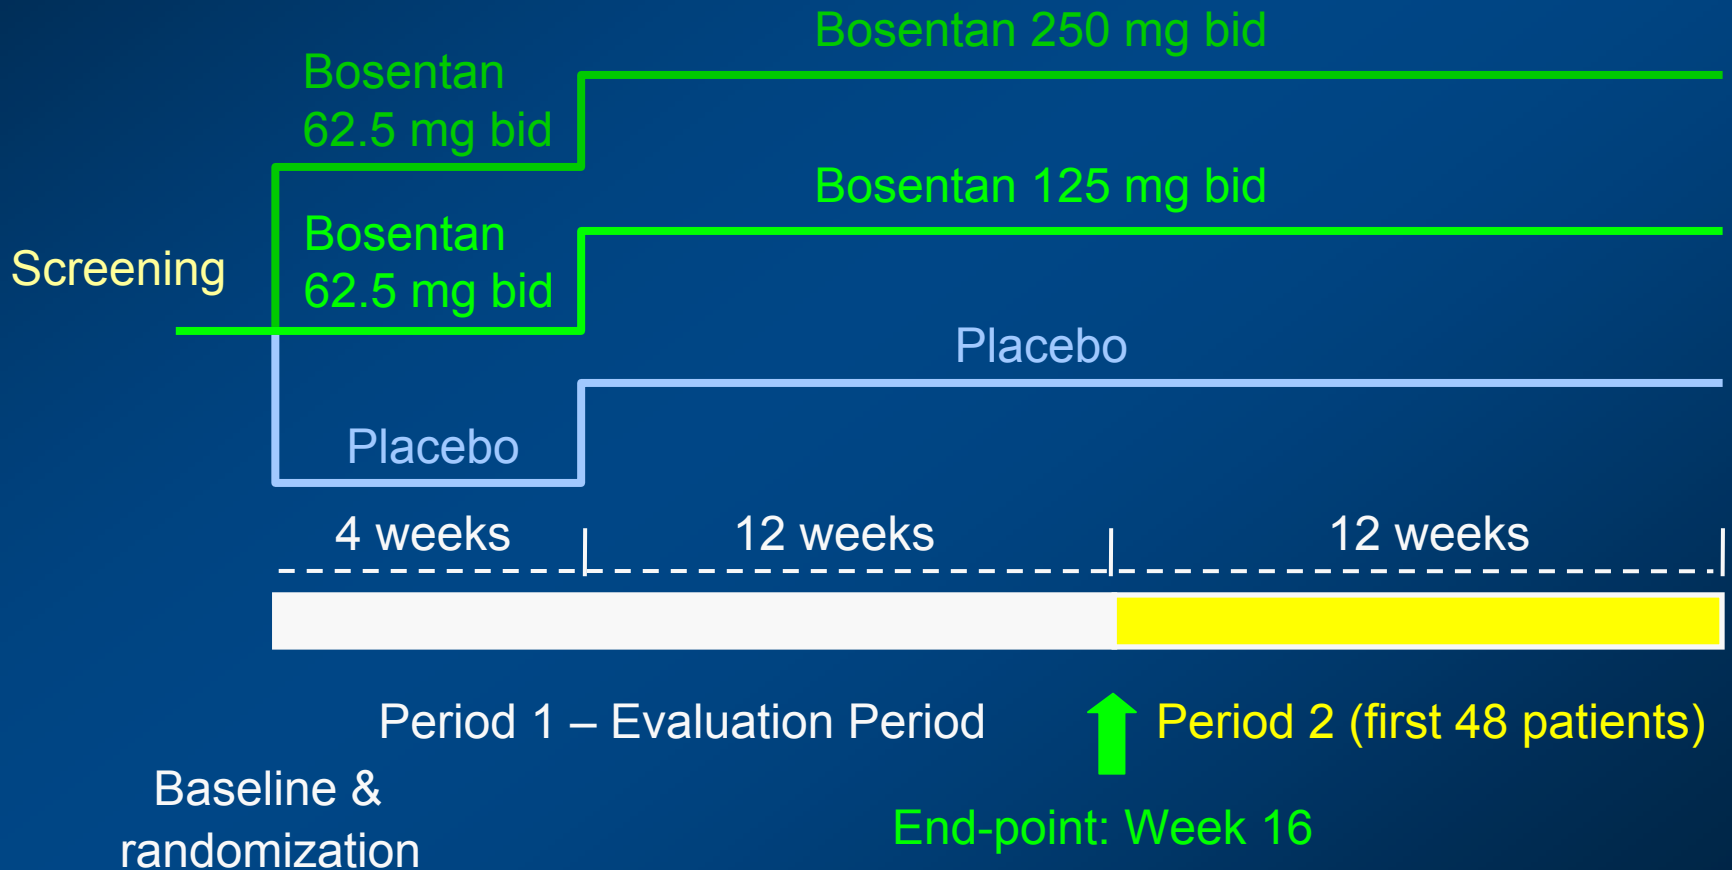 Bosentan 250 mg bid
Bosentan
62.5 mg bid
Bosentan 125 mg bid
Bosentan
62.5 mg bid
Screening
Placebo
Placebo
4 weeks
12 weeks
12 weeks
Period 1 – Evaluation Period
Period 2 (first 48 patients)
Baseline &
randomization
End-point: Week 16